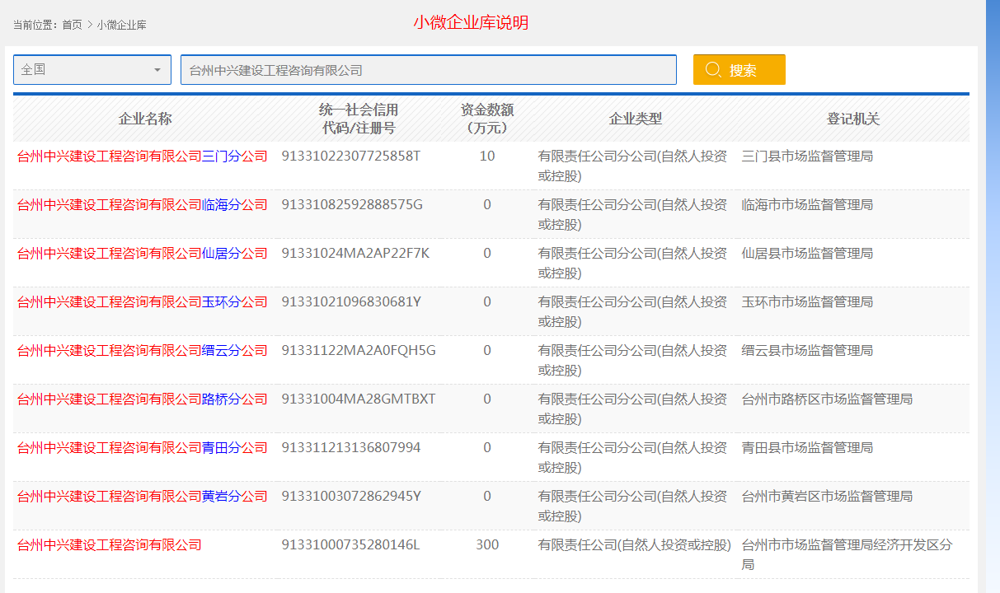 当前位置：首页 > 小微企业库
小微企业库说明
全国
台州中兴建设工程咨询有限公司
搜索
企业名称
统一社会信用
代码/注册号
资金数额
（万元）
企业类型
登记机关
台州中兴建设工程咨询有限公司三门分公司 91331022307725858T 10 有限责任公司分公司(自然人投资 三门县市场监督管理局
或控股)
台州中兴建设工程咨询有限公司临海分公司 91331082592888575G 0 有限责任公司分公司(自然人投资 临海市市场监督管理局
或控股)
台州中兴建设工程咨询有限公司仙居分公司 91331024MA2AP22F7K 0 有限责任公司分公司(自然人投资 仙居县市场监督管理局
或控股)
台州中兴建设工程咨询有限公司玉环分公司 91331021096830681Y 0 有限责任公司分公司(自然人投资 玉环市市场监督管理局
或控股)
台州中兴建设工程咨询有限公司缙云分公司 91331122MA2A0FQH5G 0 有限责任公司分公司(自然人投资 缙云县市场监督管理局
或控股)
台州中兴建设工程咨询有限公司路桥分公司 91331004MA28GMTBXT 0 有限责任公司分公司(自然人投资 台州市路桥区市场监督管理局
或控股)
台州中兴建设工程咨询有限公司青田分公司 913311213136807994 0 有限责任公司分公司(自然人投资 青田县市场监督管理局
或控股)
台州中兴建设工程咨询有限公司黄岩分公司 91331003072862945Y 0 有限责任公司分公司(自然人投资 台州市黄岩区市场监督管理局
或控股)
台州中兴建设工程咨询有限公司 91331000735280146L 300 有限责任公司(自然人投资或控股) 台州市市场监督管理局经济开发区分
局